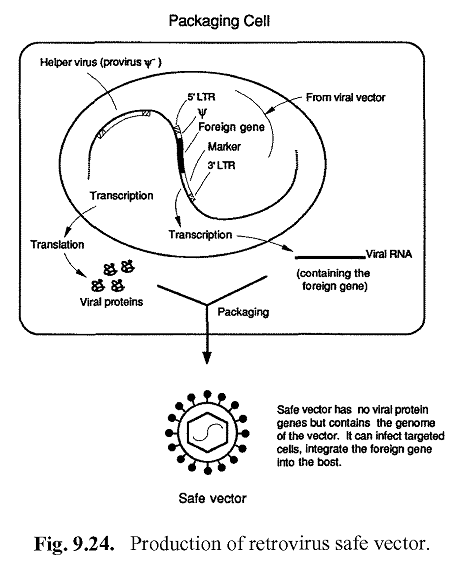 Packaging Cell
Helper virus (provirus ψ⁻)
5' LTR
ψ
Foreign gene
Marker
3' LTR
From viral vector
Transcription
Transcription
Translation
Viral proteins
Viral RNA
(containing the
foreign gene)
Packaging
Safe vector has no viral protein
genes but contains the genome
of the vector. It can infect targeted
cells, integrate the foreign gene
into the bost.
Safe vector
Fig. 9.24. Production of retrovirus safe vector.